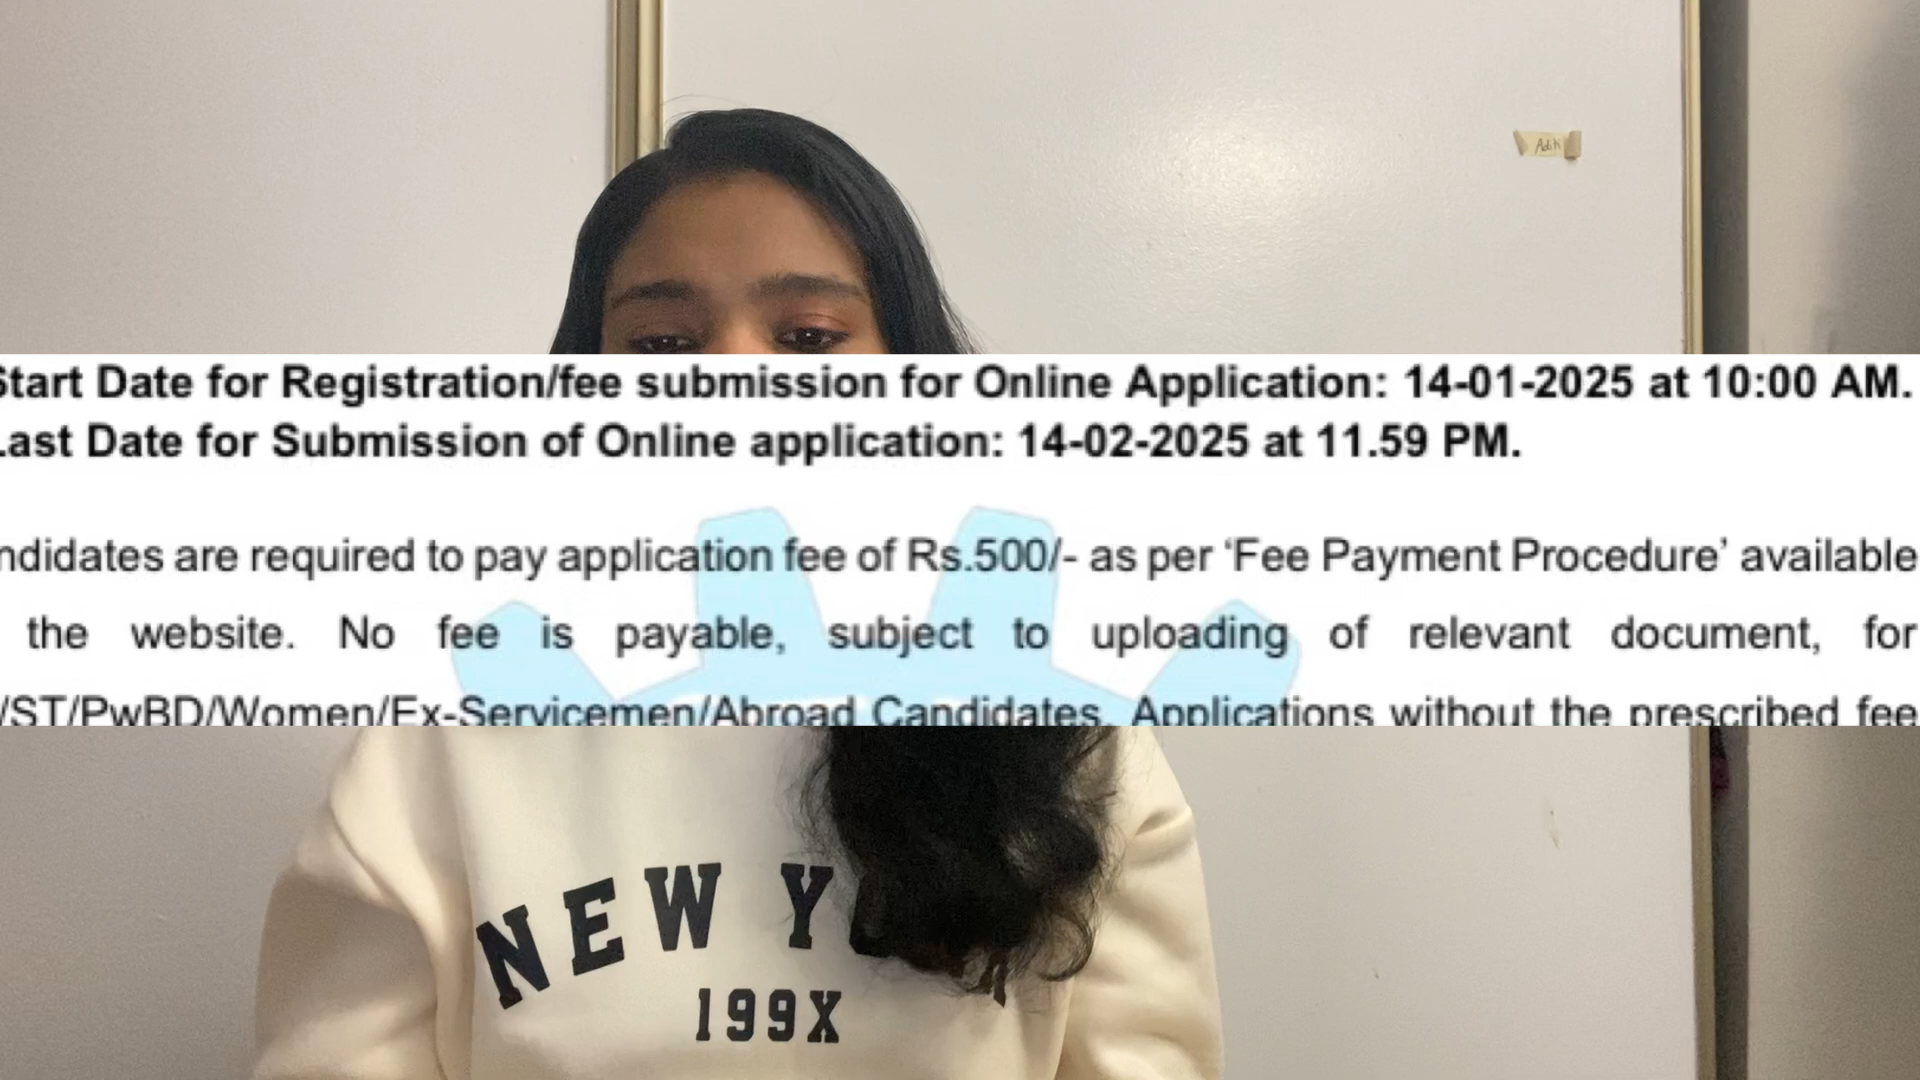 Adih
Start Date for Registration/fee submission for Online Application: 14-01-2025 at 10:00 AM.
Last Date for Submission of Online application: 14-02-2025 at 11.59 PM.
ndidates are required to pay application fee of Rs.500/- as per ‘Fee Payment Procedure’ available
the website. No fee is payable, subject to uploading of relevant document, for
/ST/PwBD/Women/Ex-Servicemen/Abroad Candidates. Applications without the prescribed fee
NEW Y
199X